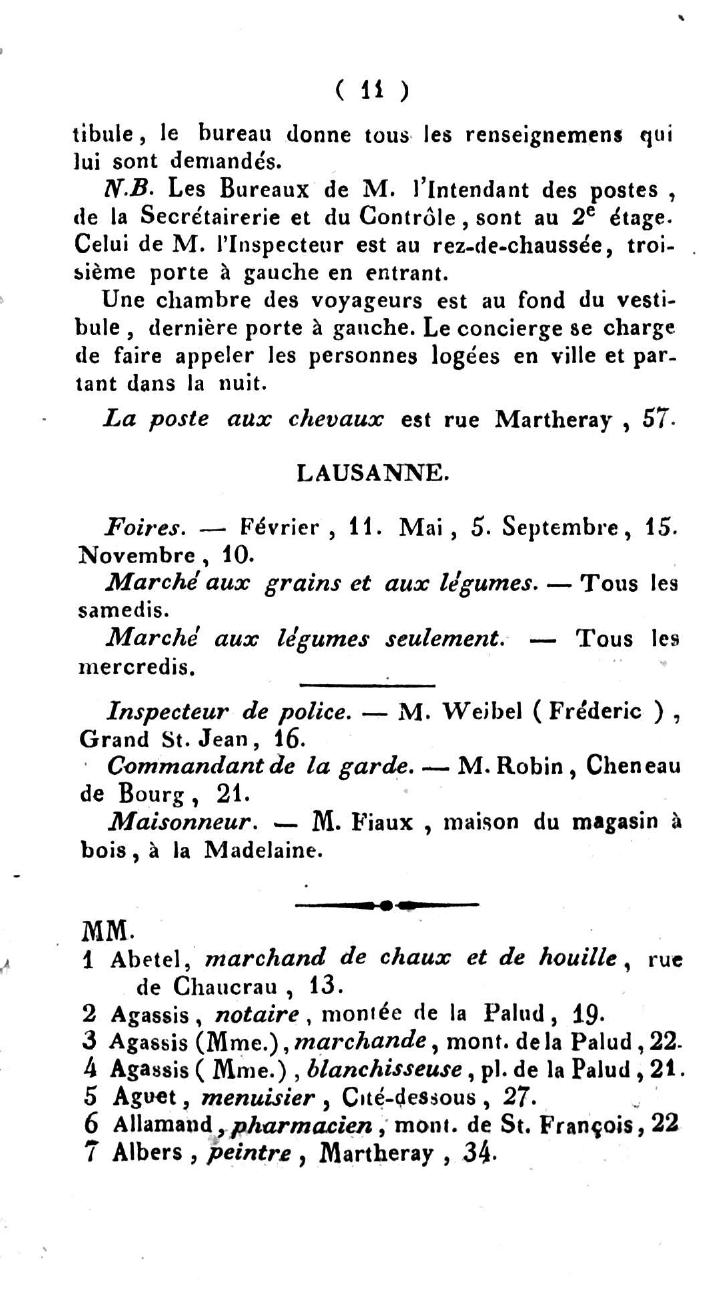 ( 11 )
tibule, le bureau donne tous les renseignemens qui
lui sont demandés.
N.B. Les Bureaux de M. l'Intendant des postes,
de la Secrétairerie et du Contrôle, sont au 2e étage.
Celui de M. l'Inspecteur est au rez-de-chaussée, troi-
sième porte à gauche en entrant.
Une chambre des voyageurs est au fond du vesti-
bule, dernière porte à gauche. Le concierge se charge
de faire appeler les personnes logées en ville et par-
tant dans la nuit.
La poste aux chevaux est rue Martheray, 57.
LAUSANNE.
Foires. — Février, 11. Mai, 5. Septembre, 15.
Novembre, 10.
Marché aux grains et aux légumes. — Tous les
samedis.
Marché aux légumes seulement. — Tous les
mercredis.
Inspecteur de police. — M. Weibel (Fréderic),
Grand St. Jean, 16.
Commandant de la garde. — M. Robin, Cheneau
de Bourg, 21.
Maisonneur. — M. Fiaux, maison du magasin à
bois, à la Madelaine.
MM.
1 Abetel, marchand de chaux et de houille, rue
de Chaucrau, 13.
2 Agassis, notaire, montée de la Palud, 19.
3 Agassis (Mme.), marchande, mont. de la Palud, 22.
4 Agassis (Mme.), blanchisseuse, pl. de la Palud, 21.
5 Aguet, menuisier, Cité-dessous, 27.
6 Allamand, pharmacien, mont. de St. François, 22
7 Albers, peintre, Martheray, 34.